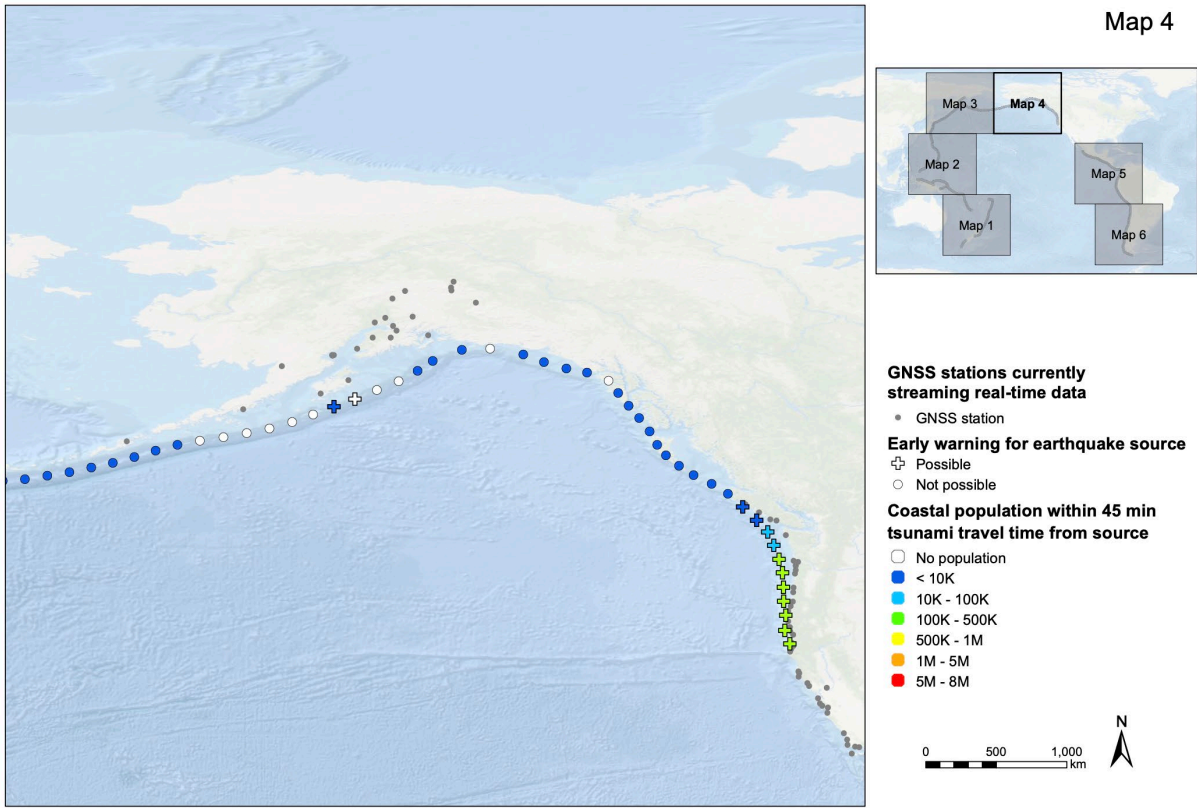 Map 4
Map 3
Map 4
Map 2
Map 5
Map 1
Map 6
GNSS stations currently
streaming real-time data
GNSS station
Early warning for earthquake source
Possible
Not possible
Coastal population within 45 min
tsunami travel time from source
No population
< 10K
10K - 100K
100K - 500K
500K - 1M
1M - 5M
5M - 8M
N
0 500 1,000
km